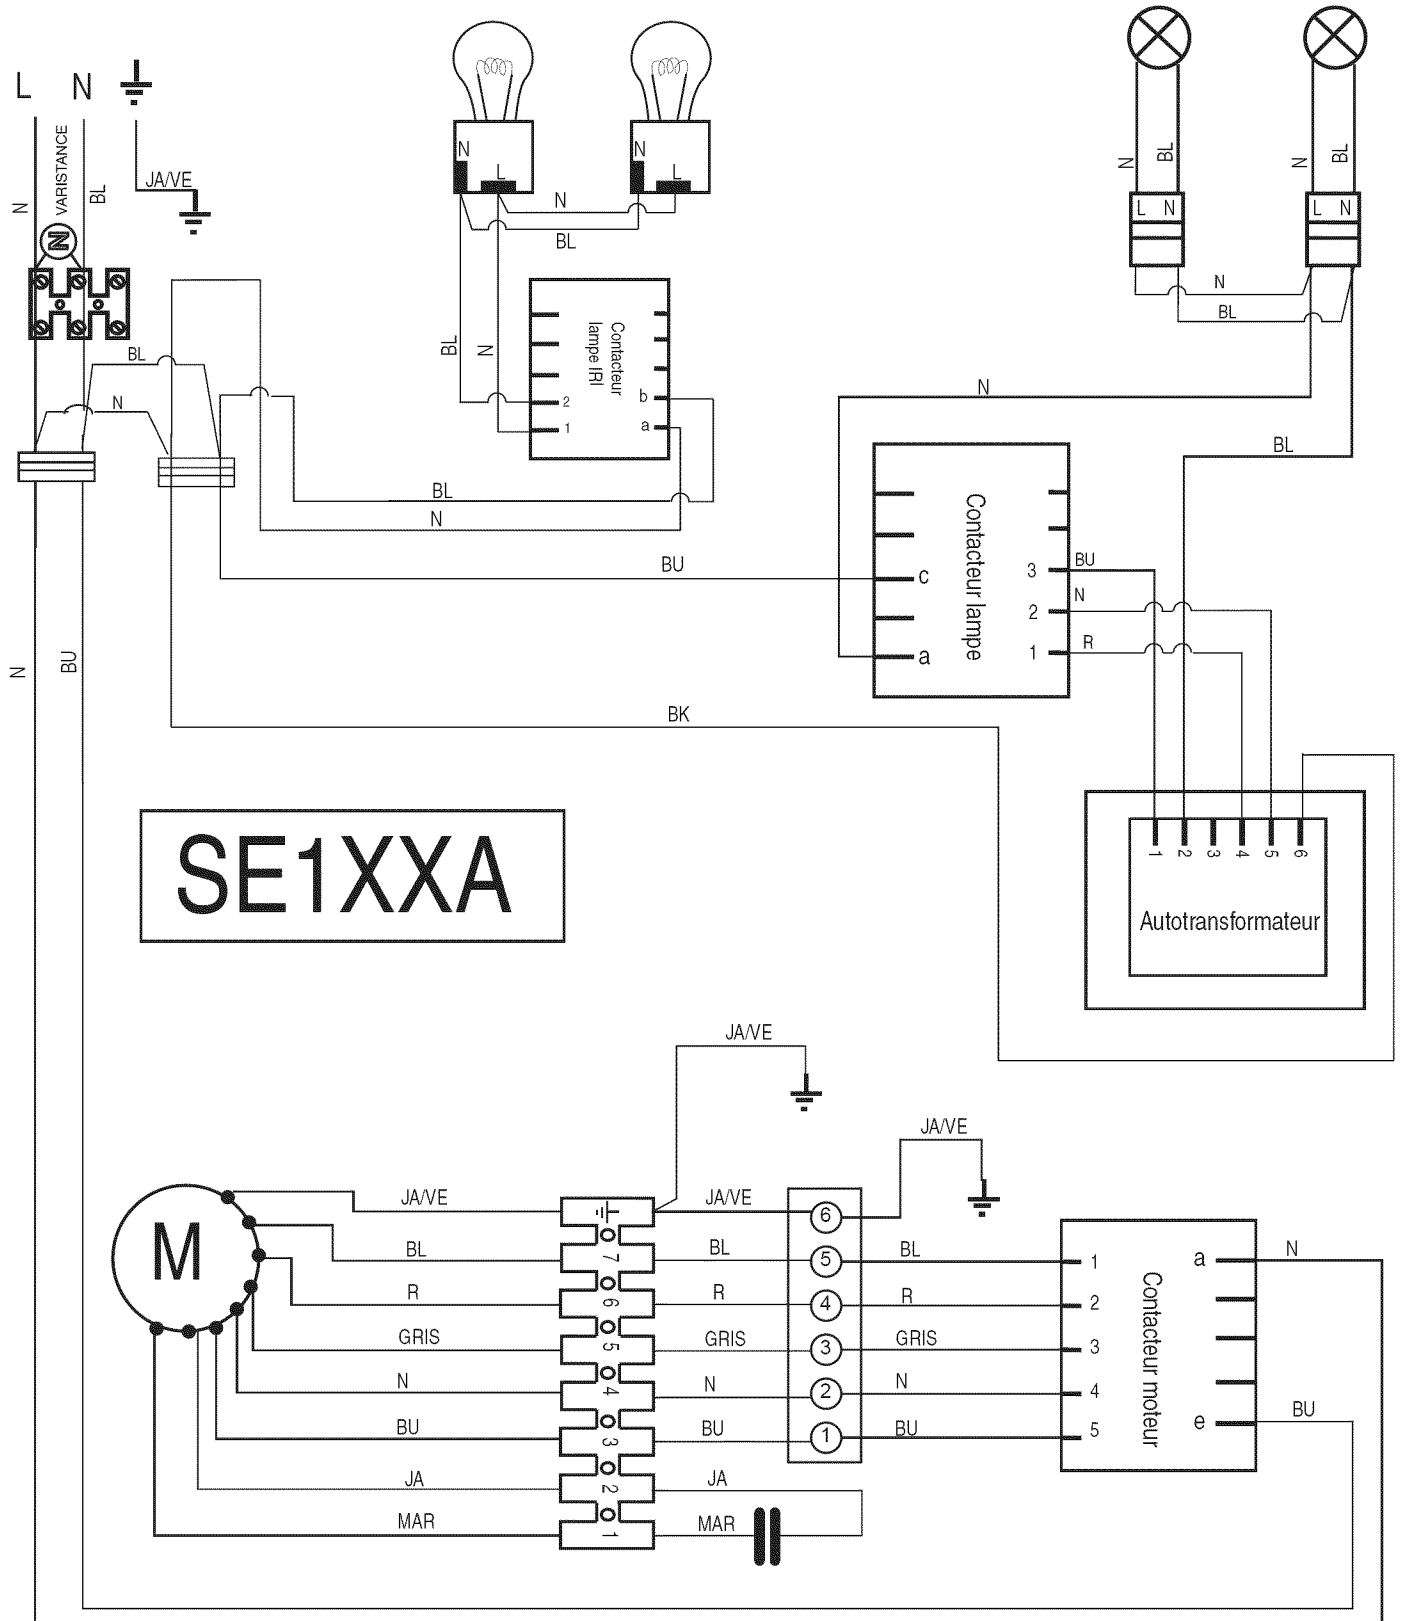 L N
VARISTANCE
N
BL
JA/VE
N
N L
N L
N
BL
BL
N
Contacteur
lampe IRI
2
1
b
a
N
BL
N
BL
L N
L N
N
BL
BL
N
N
BL
BL
N
BU
Contacteur lampe
c
a
3
2
1
BU
N
R
N
BU
BK
SE1XXA
1 2 3 4 5 6
Autotransformateur
JA/VE
JA/VE
M
JA/VE
BL
R
GRIS
N
BU
JA
MAR
7
6
5
4
3
2
1
JA/VE
BL
R
GRIS
N
BU
JA
MAR
6
5
4
3
2
1
BL
R
GRIS
N
BU
1
2
3
4
5
Contacteur moteur
a
e
N
BU